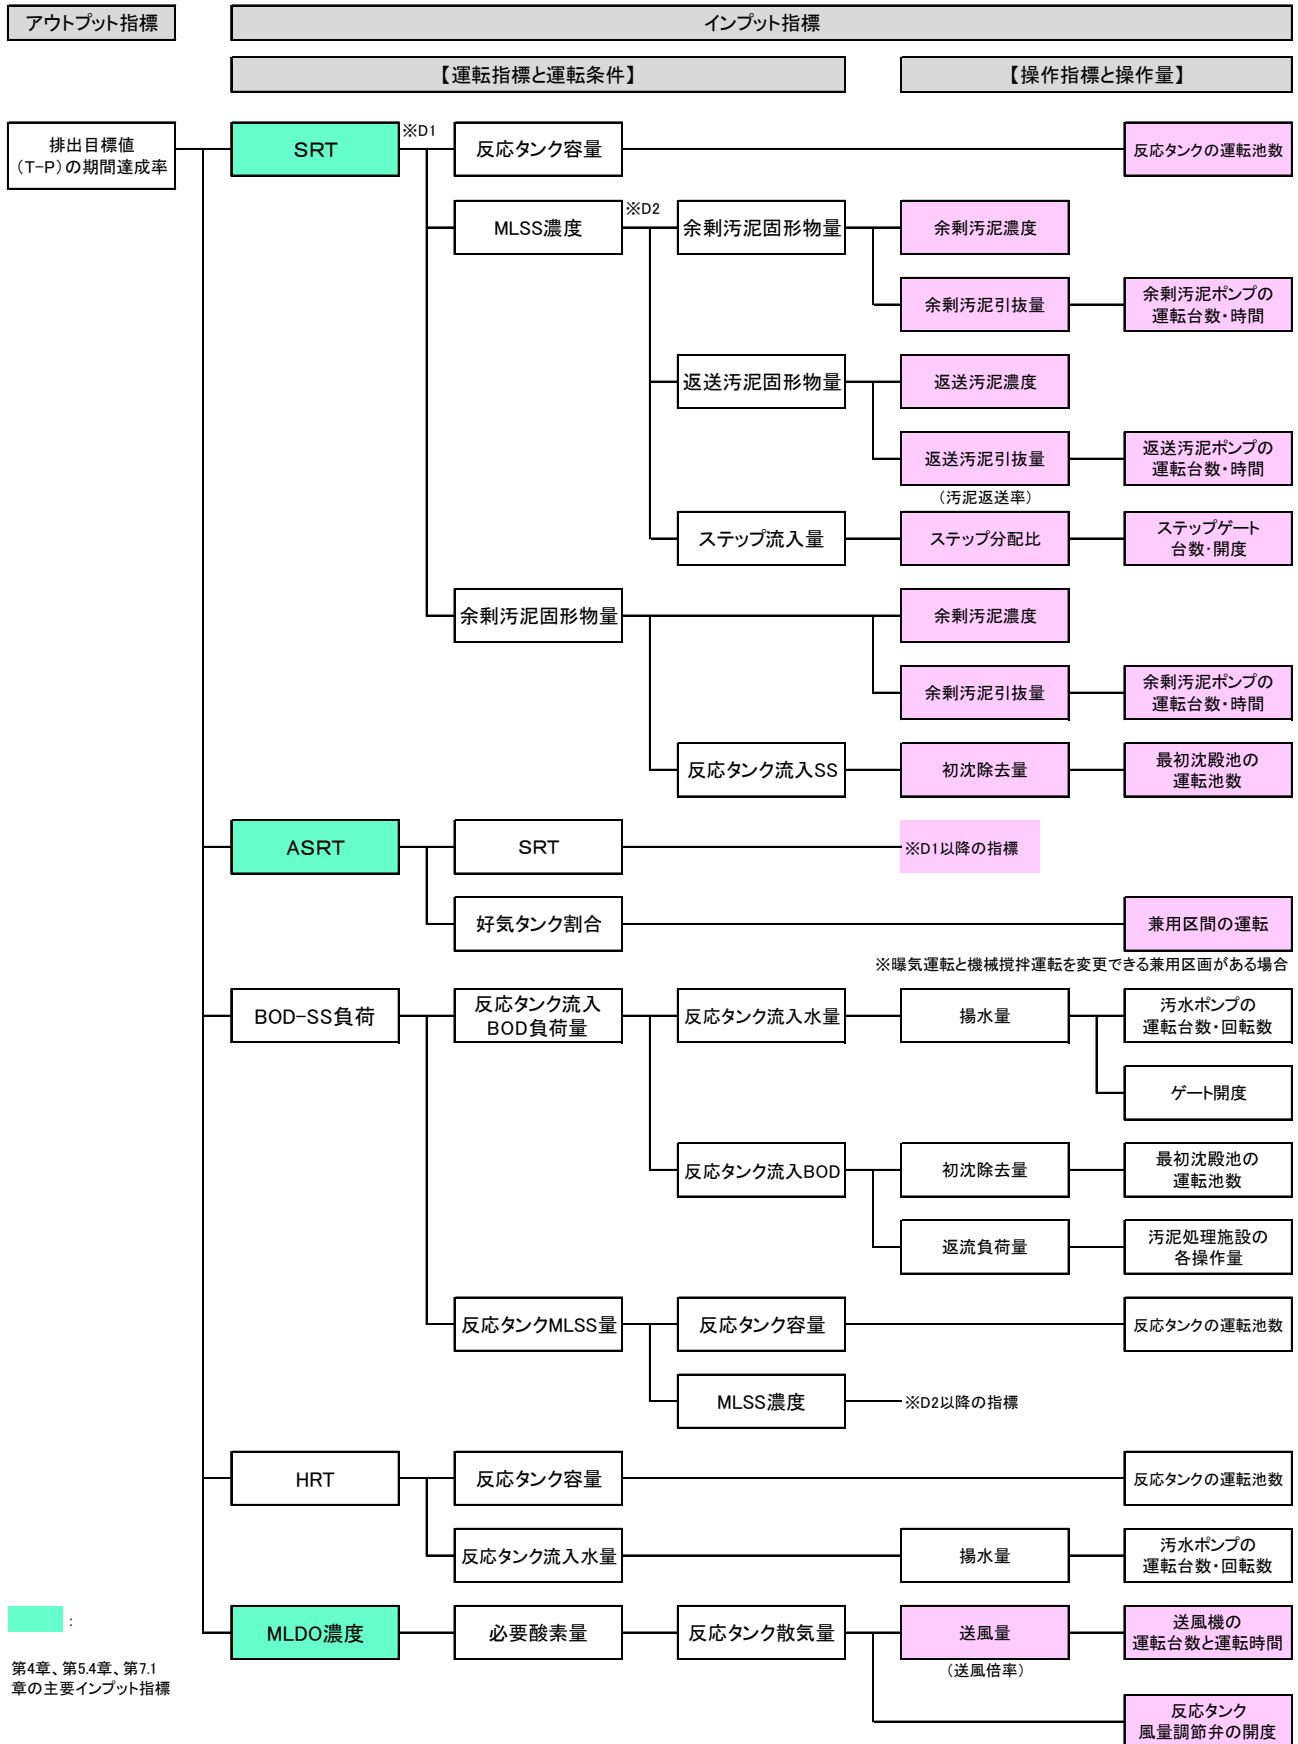 アウトプット指標
インプット指標
【運転指標と運転条件】
【操作指標と操作量】
排出目標値
（T-P）の期間達成率
SRT
※D1
反応タンク容量
反応タンクの運転池数
MLSS濃度
※D2
余剰汚泥固形物量
余剰汚泥濃度
余剰汚泥引抜量
余剰汚泥ポンプの
運転台数・時間
返送汚泥固形物量
返送汚泥濃度
返送汚泥引抜量
（汚泥返送率）
返送汚泥ポンプの
運転台数・時間
ステップ流入量
ステップ分配比
ステップゲート
台数・開度
余剰汚泥固形物量
余剰汚泥濃度
余剰汚泥引抜量
余剰汚泥ポンプの
運転台数・時間
反応タンク流入SS
初沈除去量
最初沈殿池の
運転池数
ASRT
SRT
※D1以降の指標
好気タンク割合
兼用区間の運転
※曝気運転と機械撹拌運転を変更できる兼用区画がある場合
BOD-SS負荷
反応タンク流入
BOD負荷量
反応タンク流入水量
揚水量
汚水ポンプの
運転台数・回転数
ゲート開度
反応タンク流入BOD
初沈除去量
最初沈殿池の
運転池数
返流負荷量
汚泥処理施設の
各操作量
反応タンクMLSS量
反応タンク容量
反応タンクの運転池数
MLSS濃度
※D2以降の指標
HRT
反応タンク容量
反応タンクの運転池数
反応タンク流入水量
揚水量
汚水ポンプの
運転台数・回転数
MLDO濃度
必要酸素量
反応タンク散気量
送風量
（送風倍率）
送風機の
運転台数と運転時間
反応タンク
風量調節弁の開度
：
第4章、第5.4章、第7.1
章の主要インプット指標